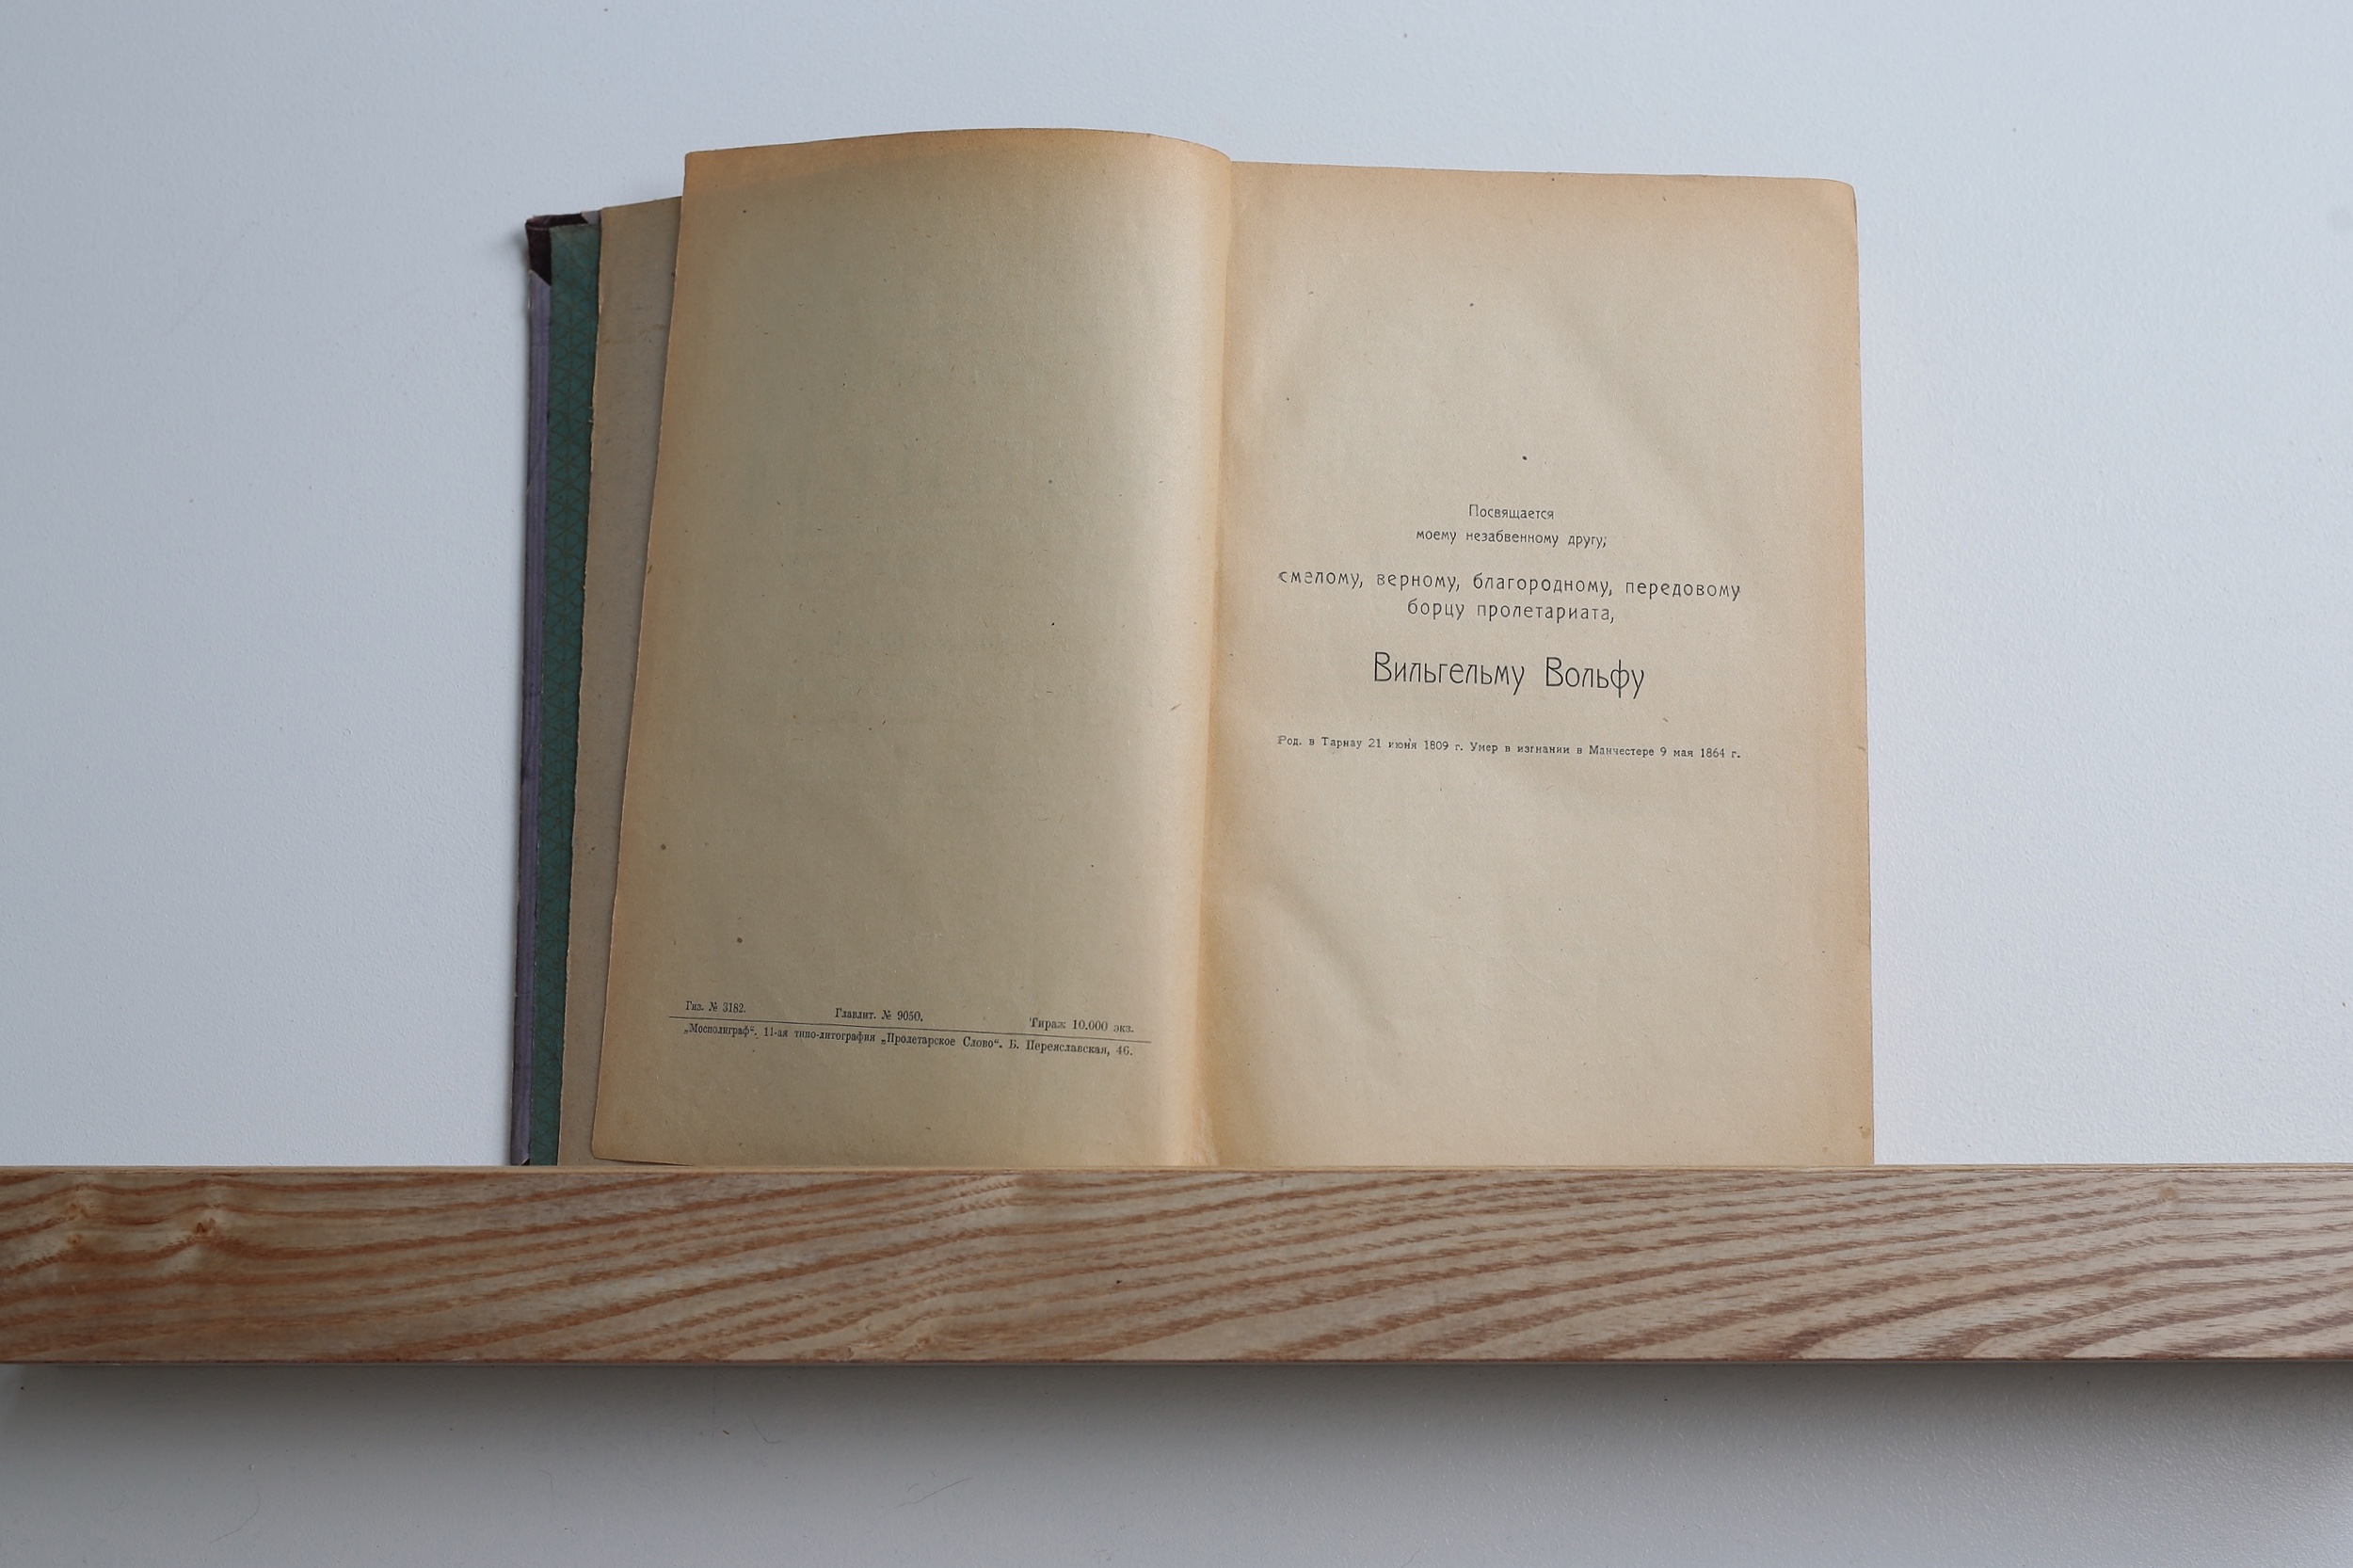 Гиз. № 3182. Главлит. № 9050. Тираж 10.000 экз.
„Мосполиграф“. 11-ая типо-литография „Пролетарское Слово“. Б. Переяславская, 46.
Посвящается
моему незабвенному другу,
смелому, верному, благородному, передовому
борцу пролетариата,
Вильгельму Вольфу
Род. в Тарнау 21 июня 1809 г. Умер в изгнании в Манчестере 9 мая 1864 г.